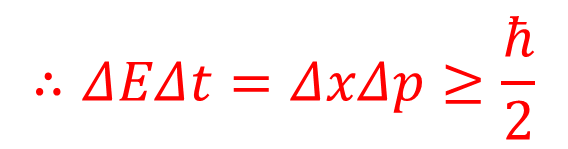 ∴ ΔEΔt = ΔxΔp ≥ ħ/2